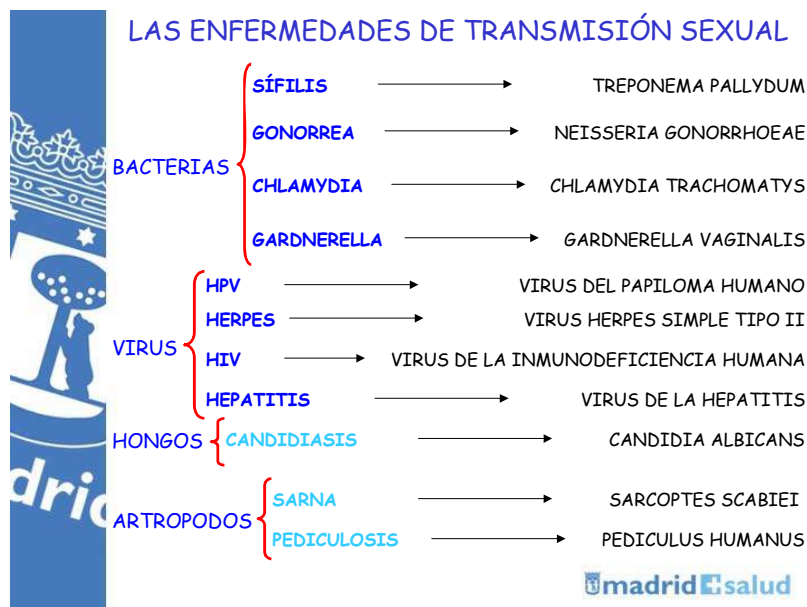 LAS ENFERMEDADES DE TRANSMISIÓN SEXUAL
BACTERIAS
SÍFILIS TREPONEMA PALLYDUM
GONORREA NEISSERIA GONORRHOEAE
CHLAMYDIA CHLAMYDIA TRACHOMATYS
GARDNERELLA GARDNERELLA VAGINALIS
VIRUS
HPV VIRUS DEL PAPILOMA HUMANO
HERPES VIRUS HERPES SIMPLE TIPO II
HIV VIRUS DE LA INMUNODEFICIENCIA HUMANA
HEPATITIS VIRUS DE LA HEPATITIS
HONGOS
CANDIDIASIS CANDIDIA ALBICANS
ARTROPODOS
SARNA SARCOPTES SCABIEI
PEDICULOSIS PEDICULUS HUMANUS
dric
madrid salud